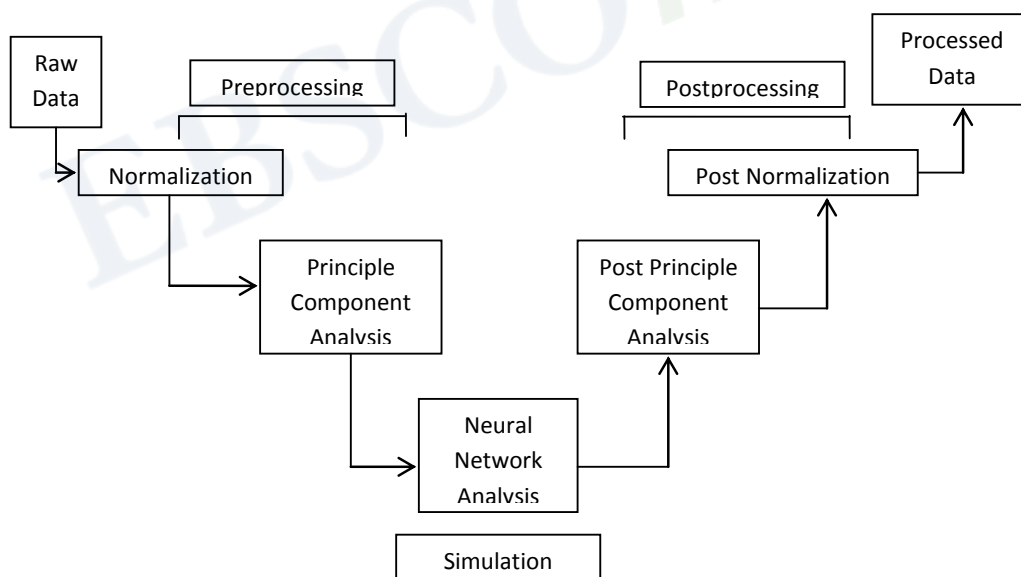 Raw
Data
Preprocessing
Postprocessing
Processed
Data
Normalization
Post Normalization
Principle
Component
Analysis
Post Principle
Component
Analysis
Neural
Network
Analysis
Simulation
EBSCO